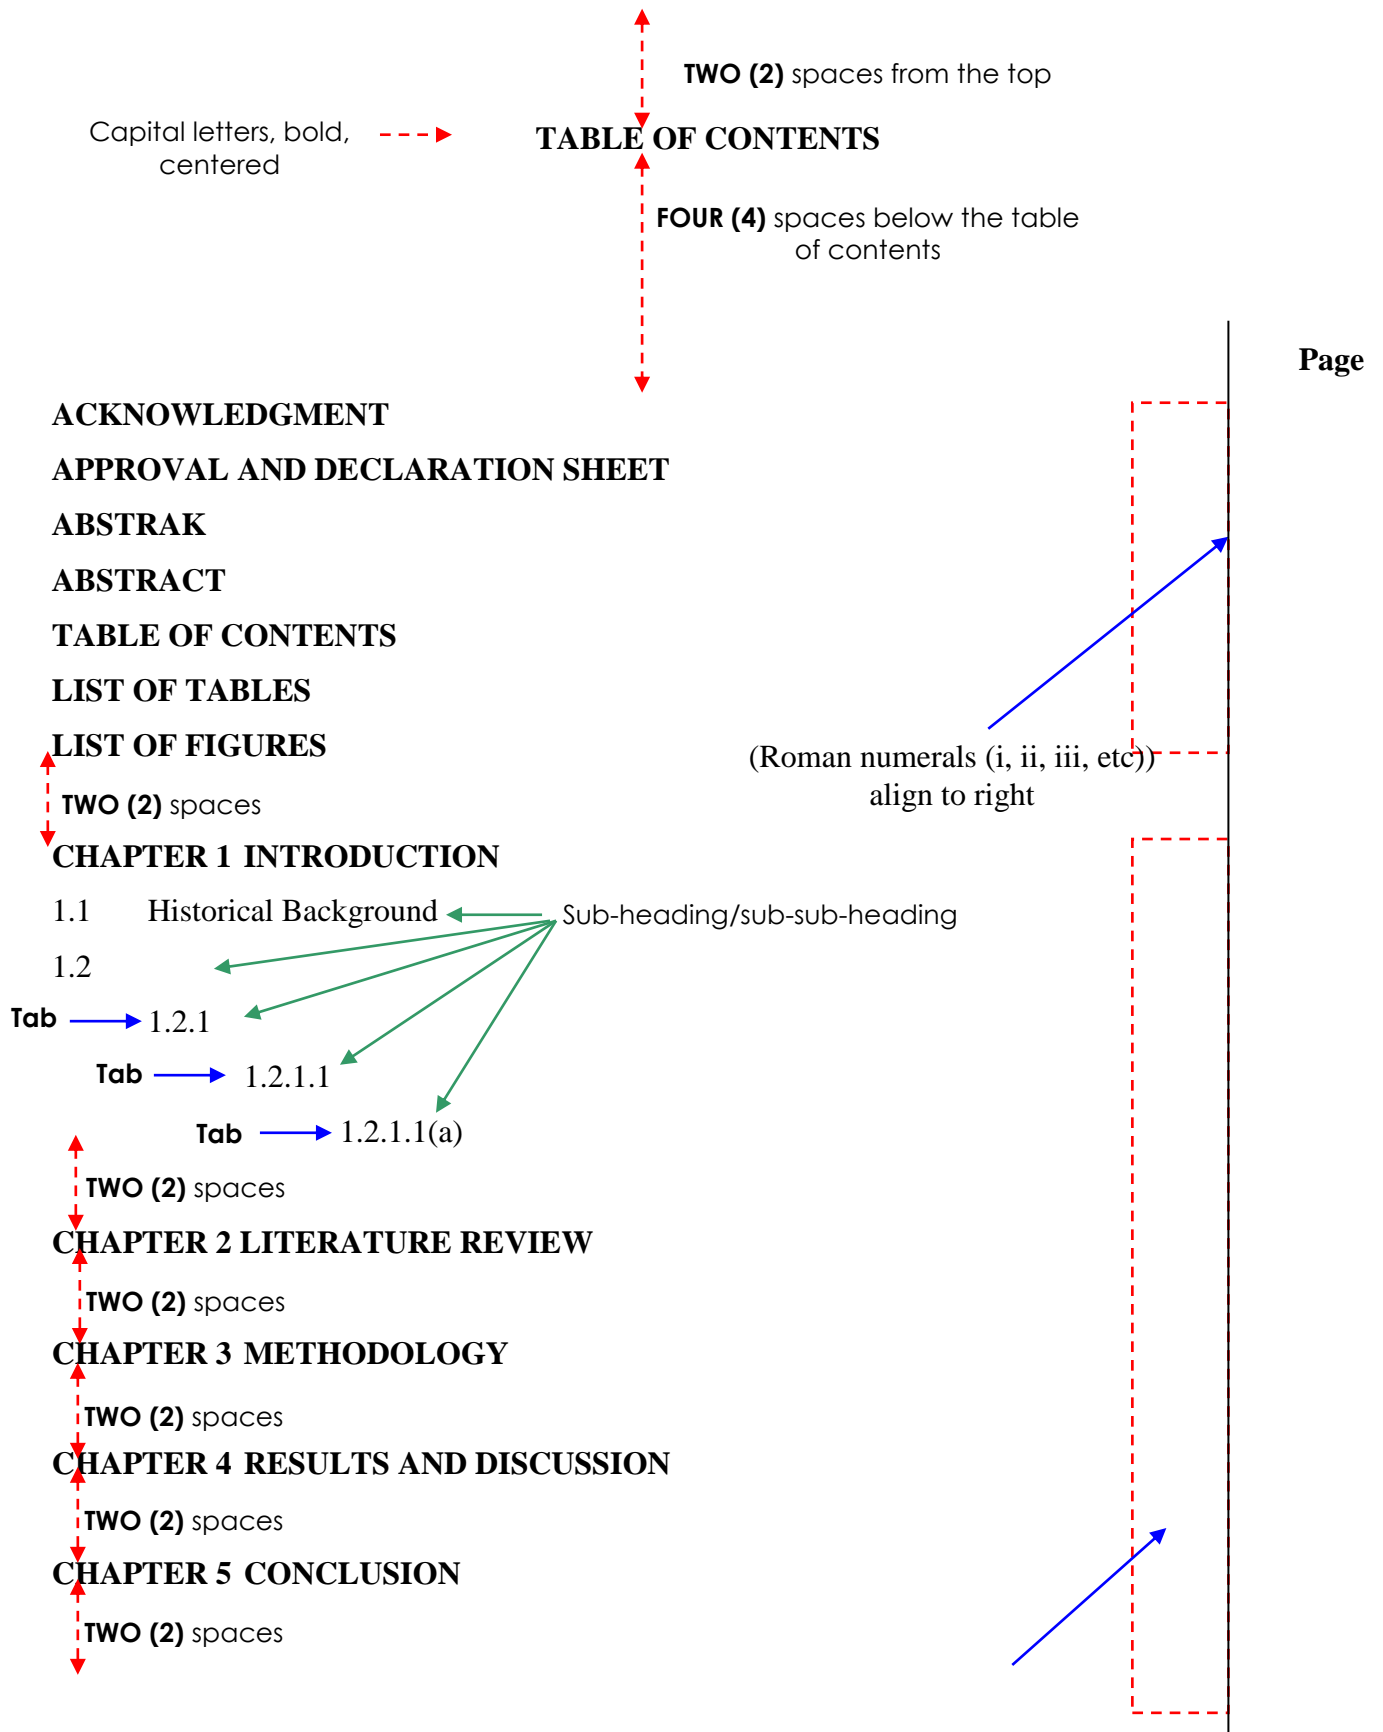 TWO (2) spaces from the top
Capital letters, bold,
centered
TABLE OF CONTENTS
FOUR (4) spaces below the table
of contents
Page
ACKNOWLEDGMENT
APPROVAL AND DECLARATION SHEET
ABSTRAK
ABSTRACT
TABLE OF CONTENTS
LIST OF TABLES
LIST OF FIGURES
(Roman numerals (i, ii, iii, etc))
align to right
TWO (2) spaces
CHAPTER 1 INTRODUCTION
1.1 Historical Background
Sub-heading/sub-sub-heading
1.2
Tab 1.2.1
Tab 1.2.1.1
Tab 1.2.1.1(a)
TWO (2) spaces
CHAPTER 2 LITERATURE REVIEW
TWO (2) spaces
CHAPTER 3 METHODOLOGY
TWO (2) spaces
CHAPTER 4 RESULTS AND DISCUSSION
TWO (2) spaces
CHAPTER 5 CONCLUSION
TWO (2) spaces